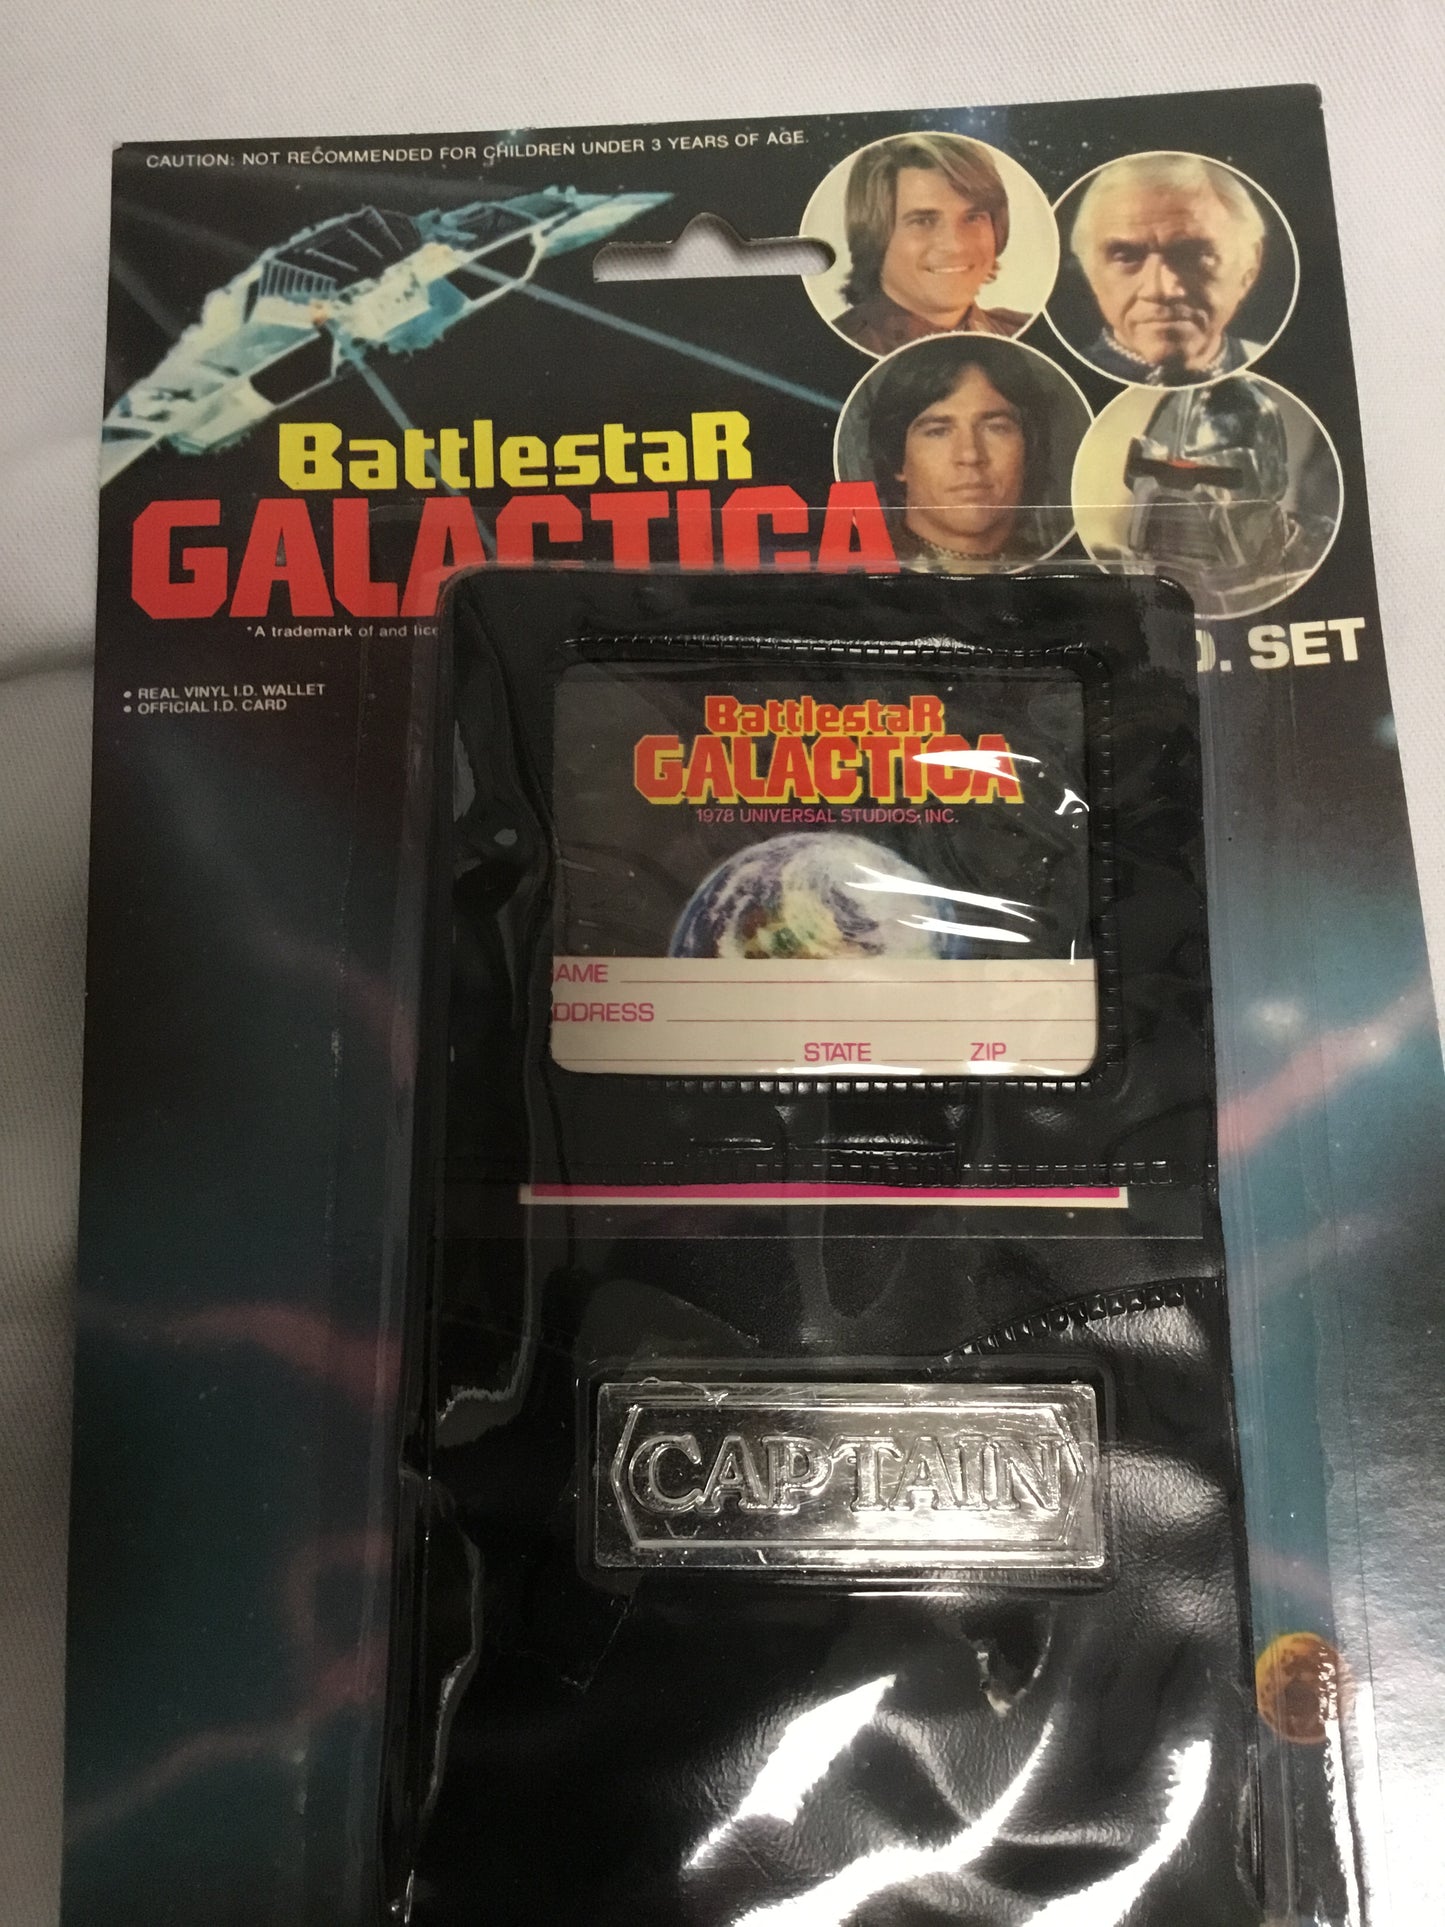 CAUTION: NOT RECOMMENDED FOR CHILDREN UNDER 3 YEARS OF AGE.
BattlestaR
GALACTICA
*A trademark of and lice
D. SET
• REAL VINYL I.D. WALLET
• OFFICIAL I.D. CARD
BattlestaR
GALACTICA
1978 UNIVERSAL STUDIOS, INC.
AME
DDRESS
STATE ZIP
CAPTAIN